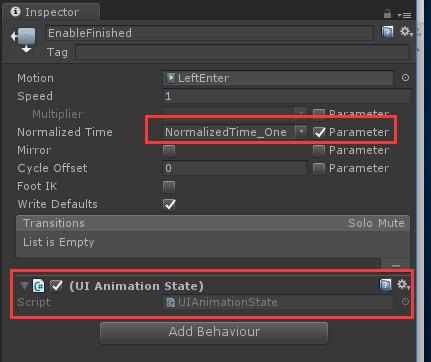 Inspector
EnableFinished
Tag
Motion LeftEnter
Speed 1
Multiplier Parameter
Normalized Time NormalizedTime_One Parameter
Mirror Parameter
Cycle Offset 0 Parameter
Foot IK
Write Defaults
Transitions Solo Mute
List is Empty
(UI Animation State)
Script UIAnimationState
Add Behaviour